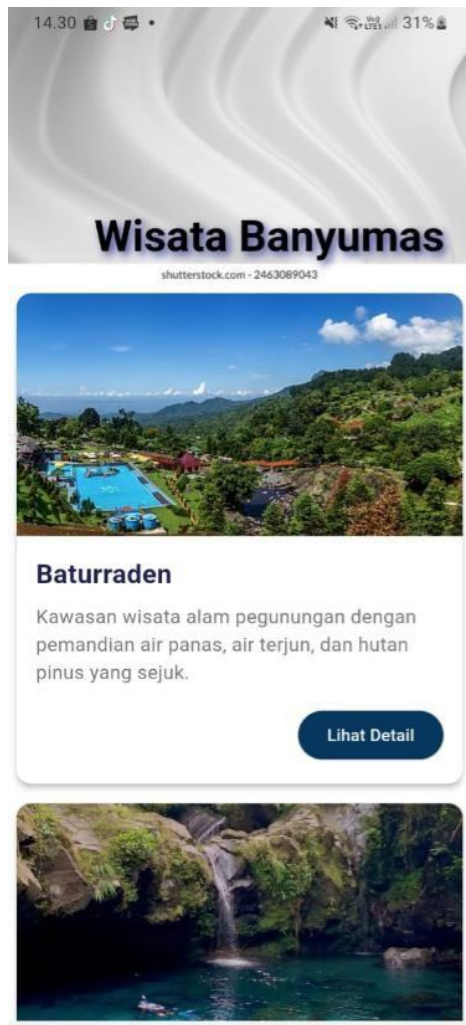 14.30
31%
Wisata Banyumas
shutterstock.com · 2463089043
Baturraden
Kawasan wisata alam pegunungan dengan
pemandian air panas, air terjun, dan hutan
pinus yang sejuk.
Lihat Detail